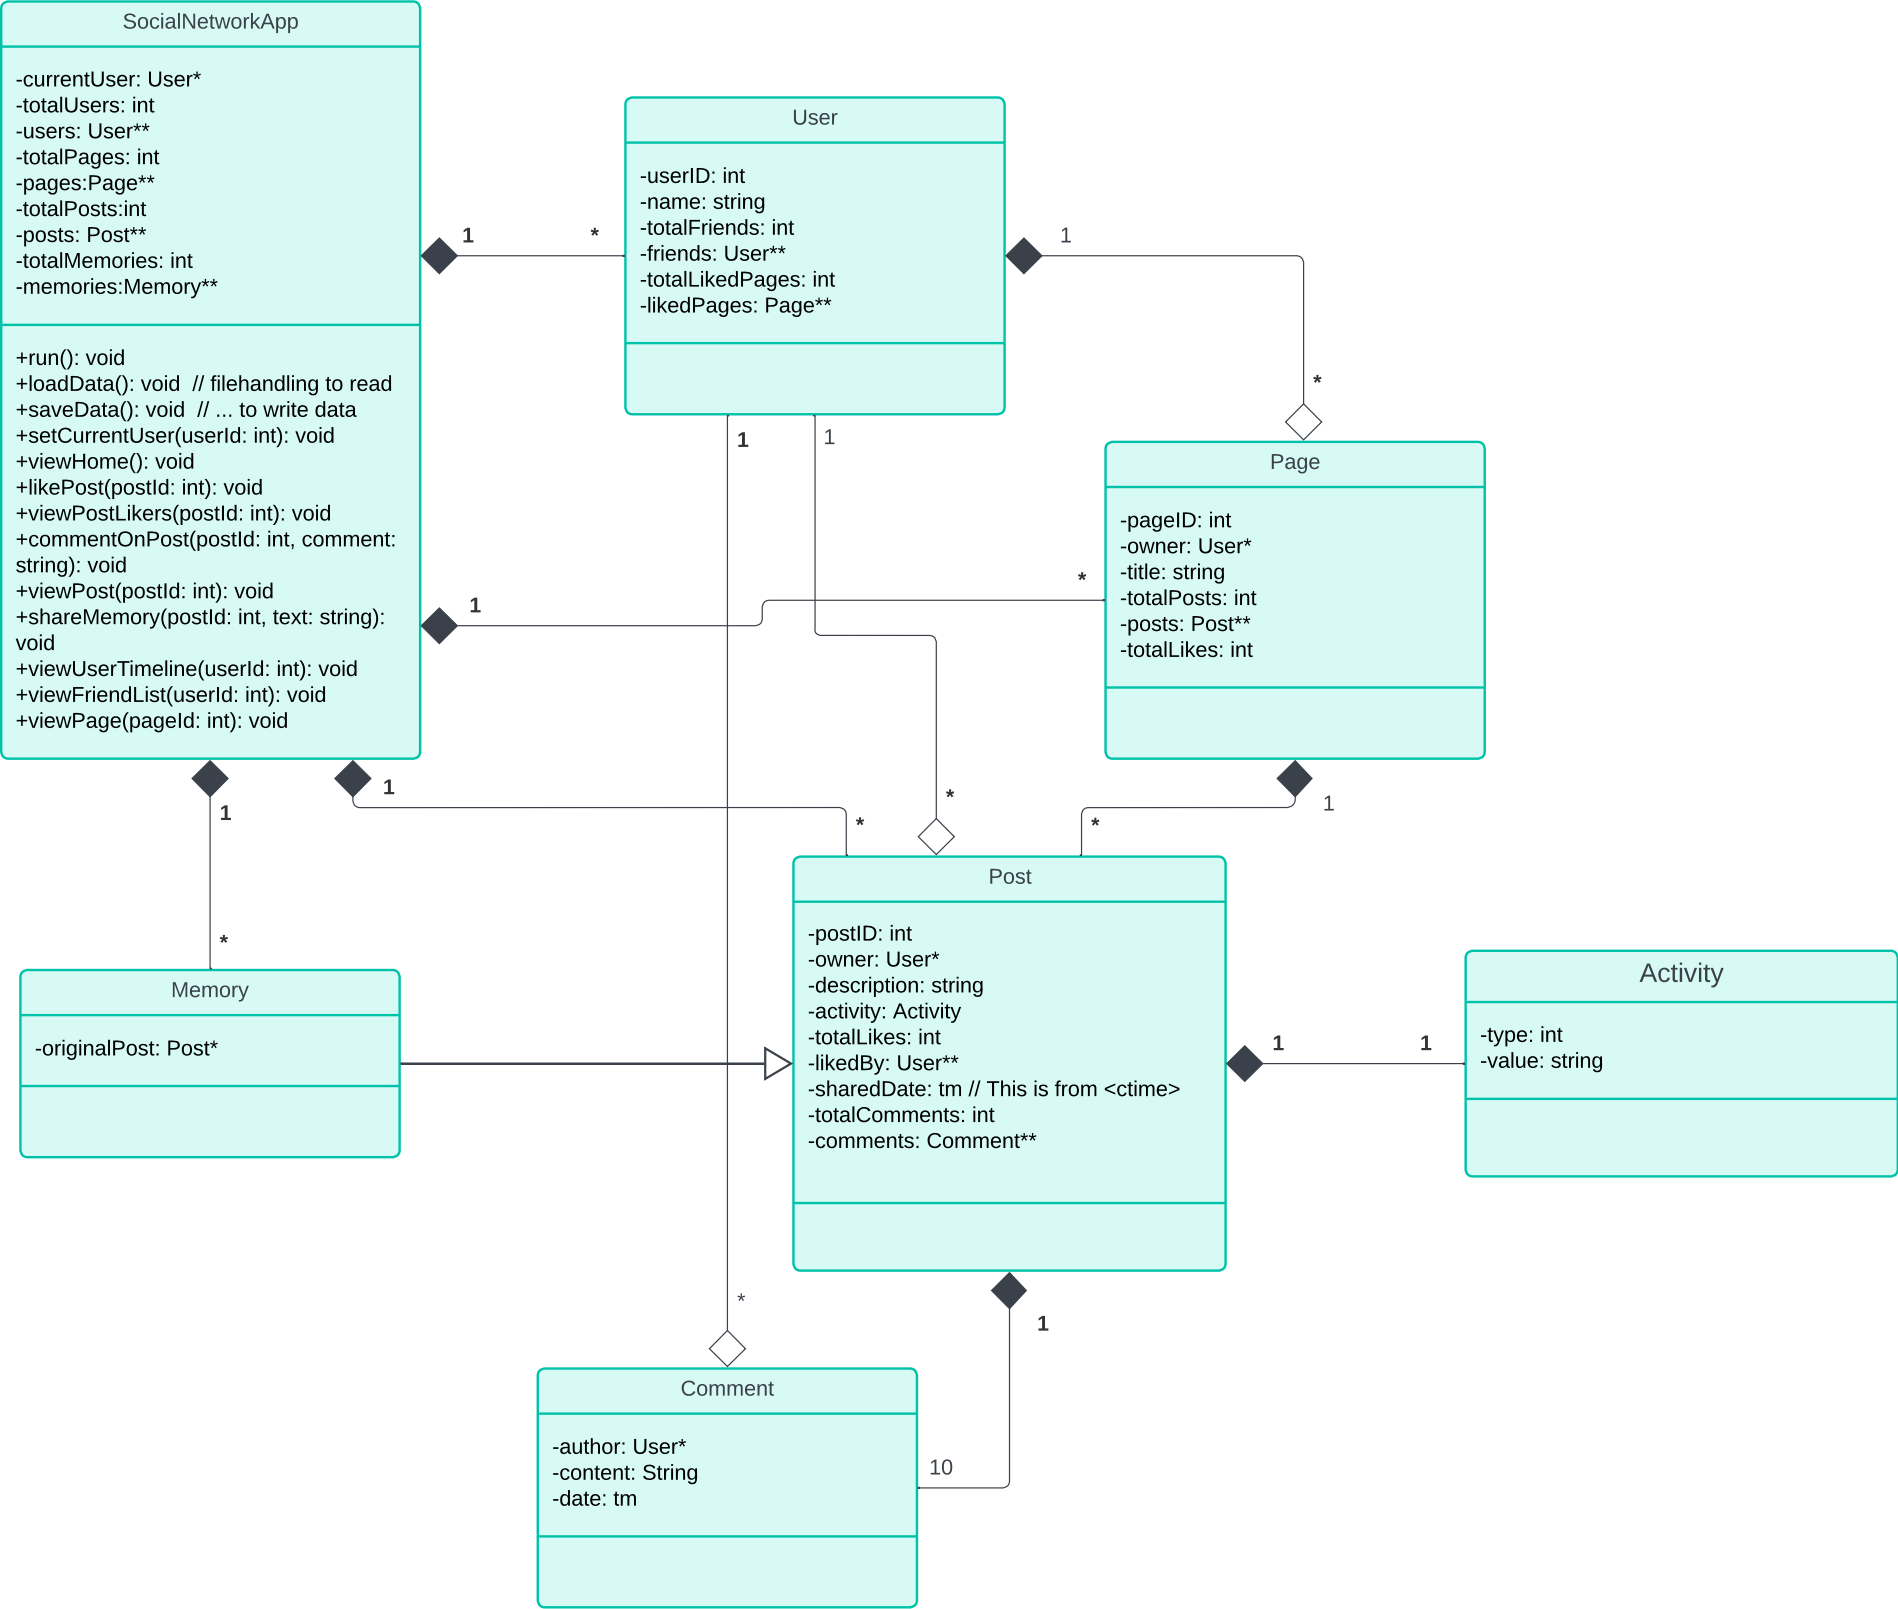 SocialNetworkApp
-currentUser: User*
-totalUsers: int
-users: User**
-totalPages: int
-pages:Page**
-totalPosts:int
-posts: Post**
-totalMemories: int
-memories:Memory**
+run(): void
+loadData(): void  // filehandling to read
+saveData(): void  // ... to write data
+setCurrentUser(userId: int): void
+viewHome(): void
+likePost(postId: int): void
+viewPostLikers(postId: int): void
+commentOnPost(postId: int, comment:
string): void
+viewPost(postId: int): void
+shareMemory(postId: int, text: string):
void
+viewUserTimeline(userId: int): void
+viewFriendList(userId: int): void
+viewPage(pageId: int): void
1
*
User
-userID: int
-name: string
-totalFriends: int
-friends: User**
-totalLikedPages: int
-likedPages: Page**
1
*
1
1
1
*
Page
-pageID: int
-owner: User*
-title: string
-totalPosts: int
-posts: Post**
-totalLikes: int
1
1
*
*
*
1
1
*
Memory
-originalPost: Post*
Post
-postID: int
-owner: User*
-description: string
-activity: Activity
-totalLikes: int
-likedBy: User**
-sharedDate: tm // This is from <ctime>
-totalComments: int
-comments: Comment**
1
1
Activity
-type: int
-value: string
*
1
Comment
-author: User*
-content: String
-date: tm
10